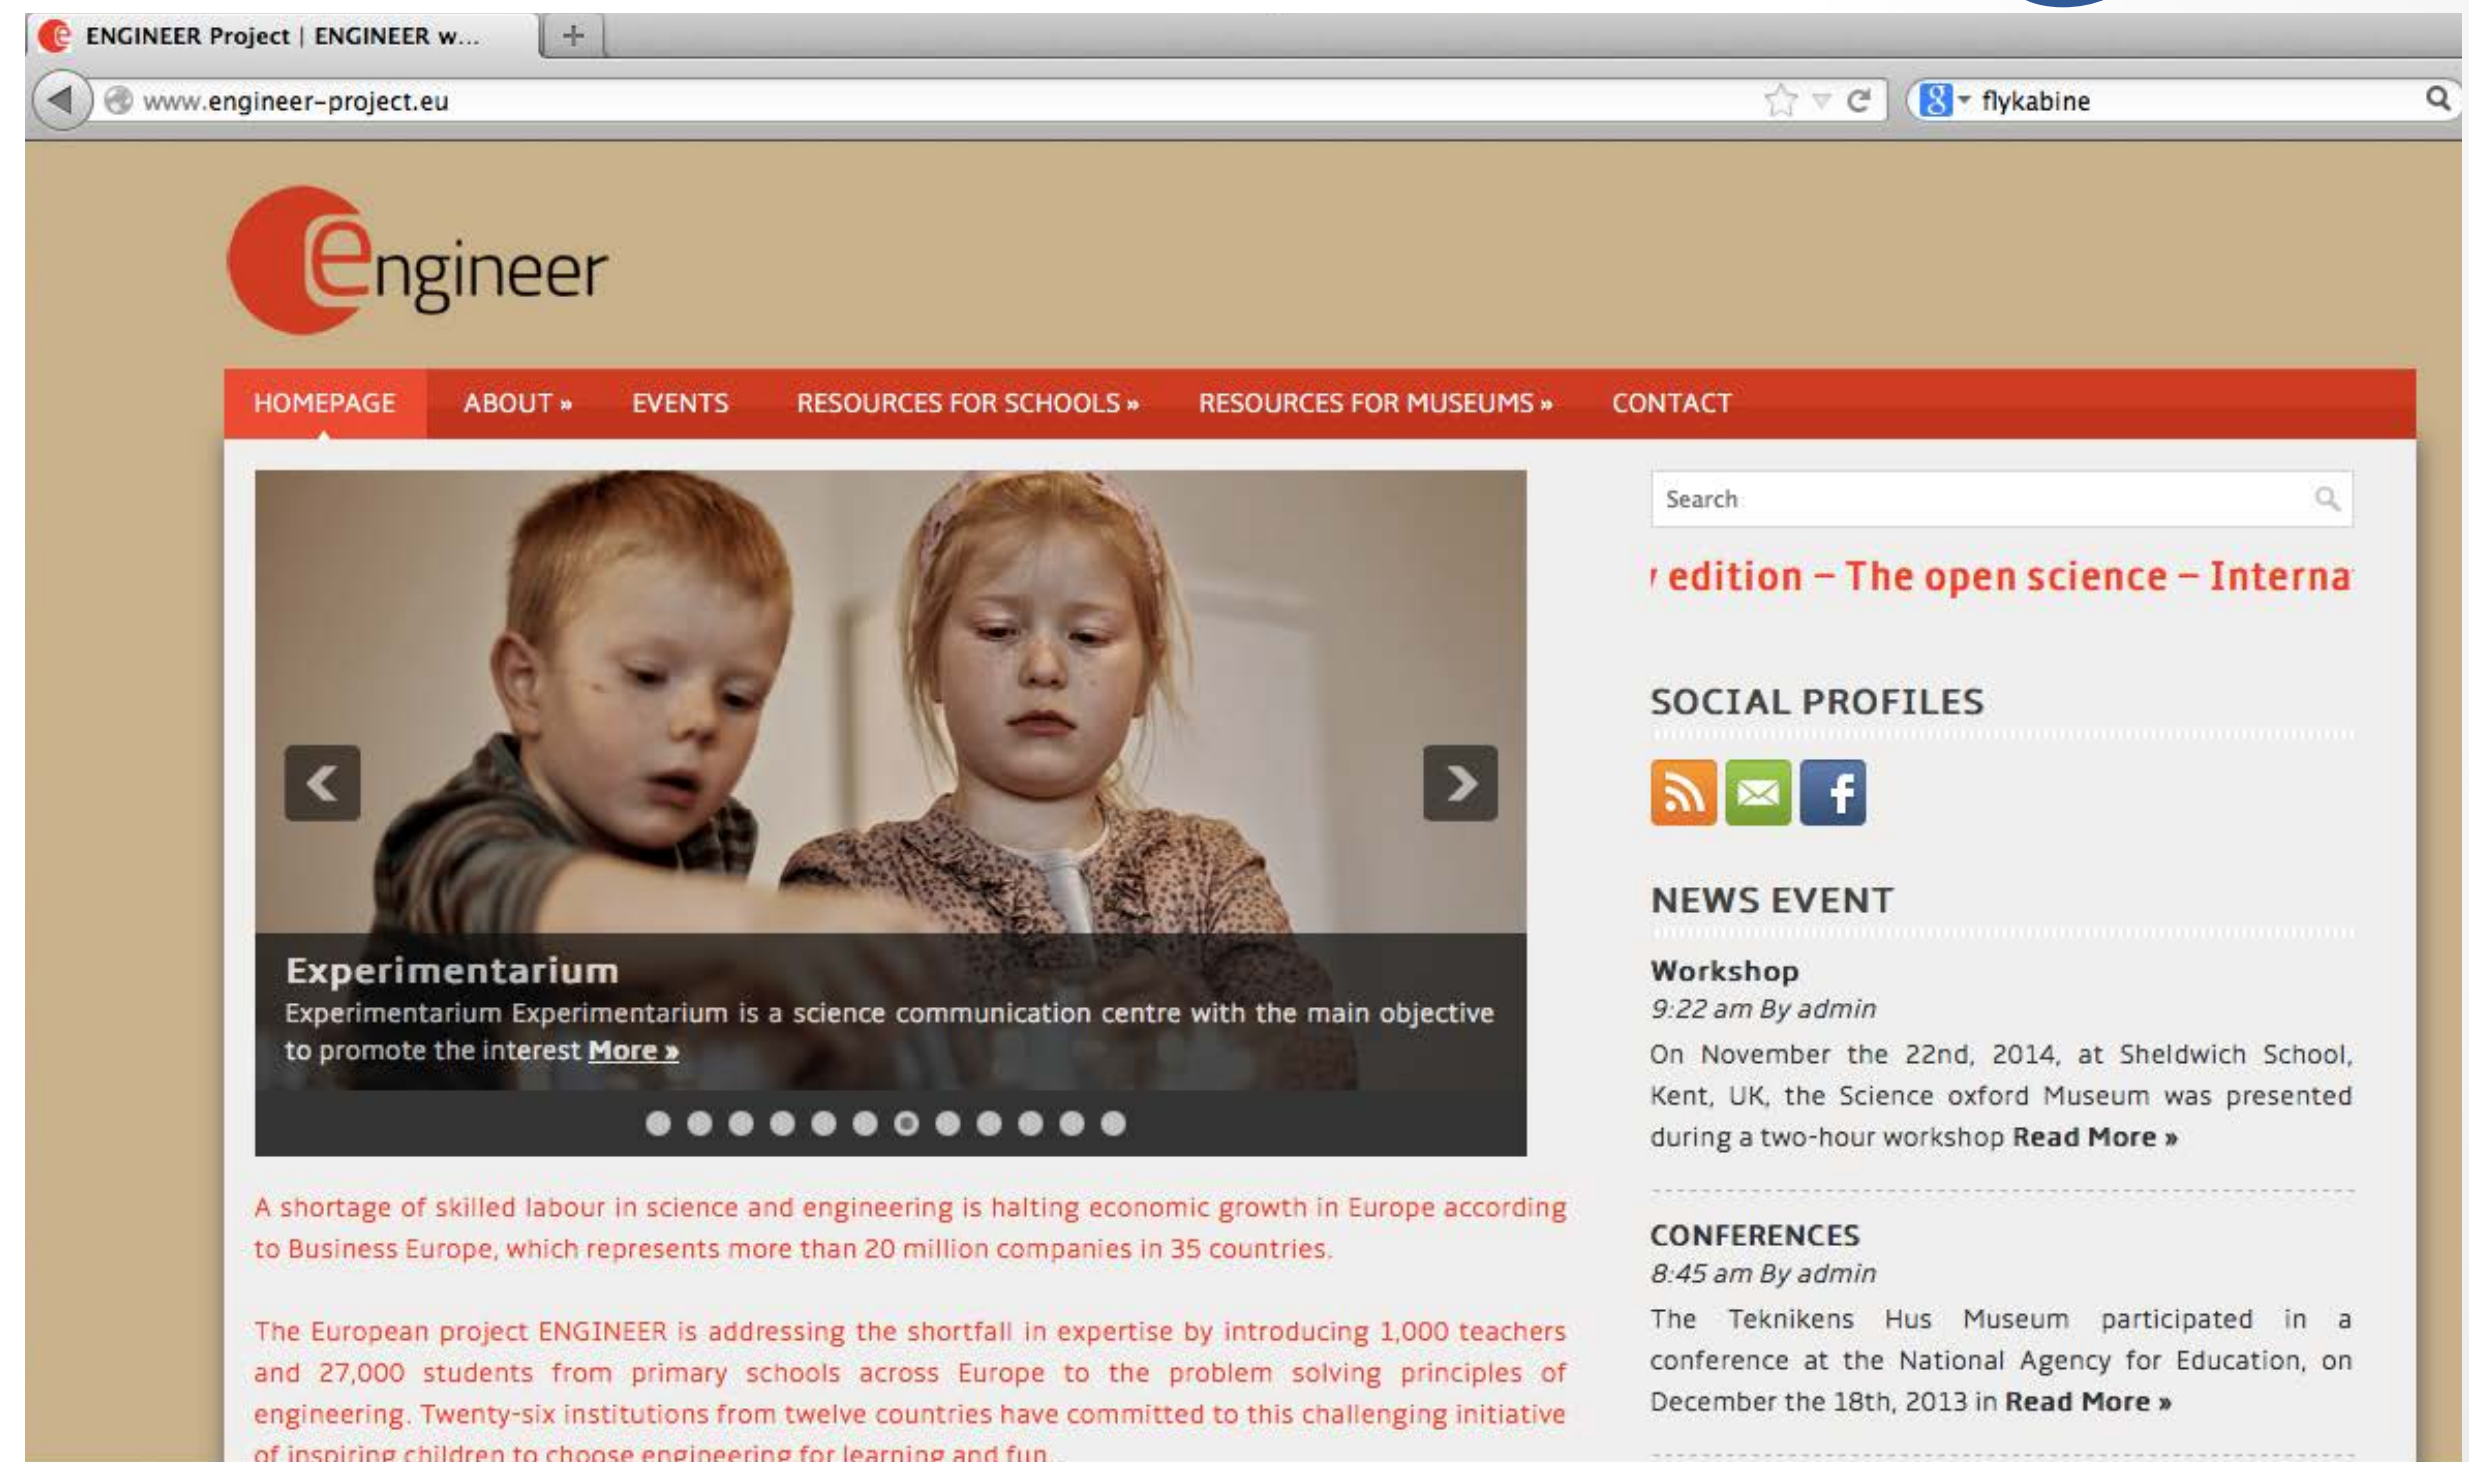 ENGINEER Project | ENGINEER w...
www.engineer-project.eu
flykabine
engineer
HOMEPAGE ABOUT » EVENTS RESOURCES FOR SCHOOLS » RESOURCES FOR MUSEUMS » CONTACT
Experimentarium
Experimentarium Experimentarium is a science communication centre with the main objective
to promote the interest More »
A shortage of skilled labour in science and engineering is halting economic growth in Europe according
to Business Europe, which represents more than 20 million companies in 35 countries.
The European project ENGINEER is addressing the shortfall in expertise by introducing 1,000 teachers
and 27,000 students from primary schools across Europe to the problem solving principles of
engineering. Twenty-six institutions from twelve countries have committed to this challenging initiative
of inspiring children to choose engineering for learning and fun..
Search
edition – The open science – Interna
SOCIAL PROFILES
NEWS EVENT
Workshop
9:22 am By admin
On November the 22nd, 2014, at Sheldwich School,
Kent, UK, the Science oxford Museum was presented
during a two-hour workshop Read More »
CONFERENCES
8:45 am By admin
The Teknikens Hus Museum participated in a
conference at the National Agency for Education, on
December the 18th, 2013 in Read More »